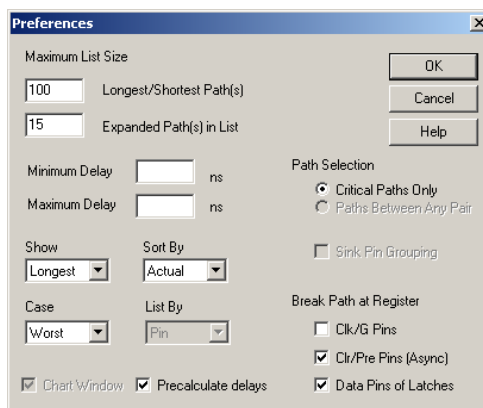 Preferences
Maximum List Size
100 Longest/Shortest Path(s)
15 Expanded Path(s) in List
OK
Cancel
Help
Minimum Delay ns
Maximum Delay ns
Path Selection
Critical Paths Only
Paths Between Any Pair
Show
Longest
Sort By
Actual
Sink Pin Grouping
Case
Worst
List By
Pin
Break Path at Register
Clk/G Pins
Clr/Pre Pins (Async)
Data Pins of Latches
Chart Window
Precalculate delays